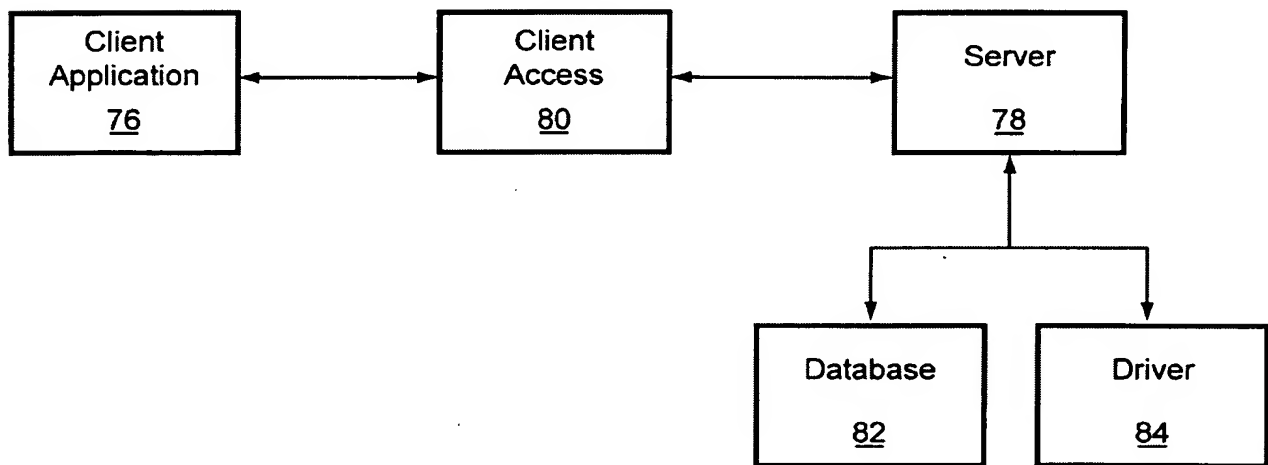 Client
Application
76
Client
Access
80
Server
78
Database
82
Driver
84